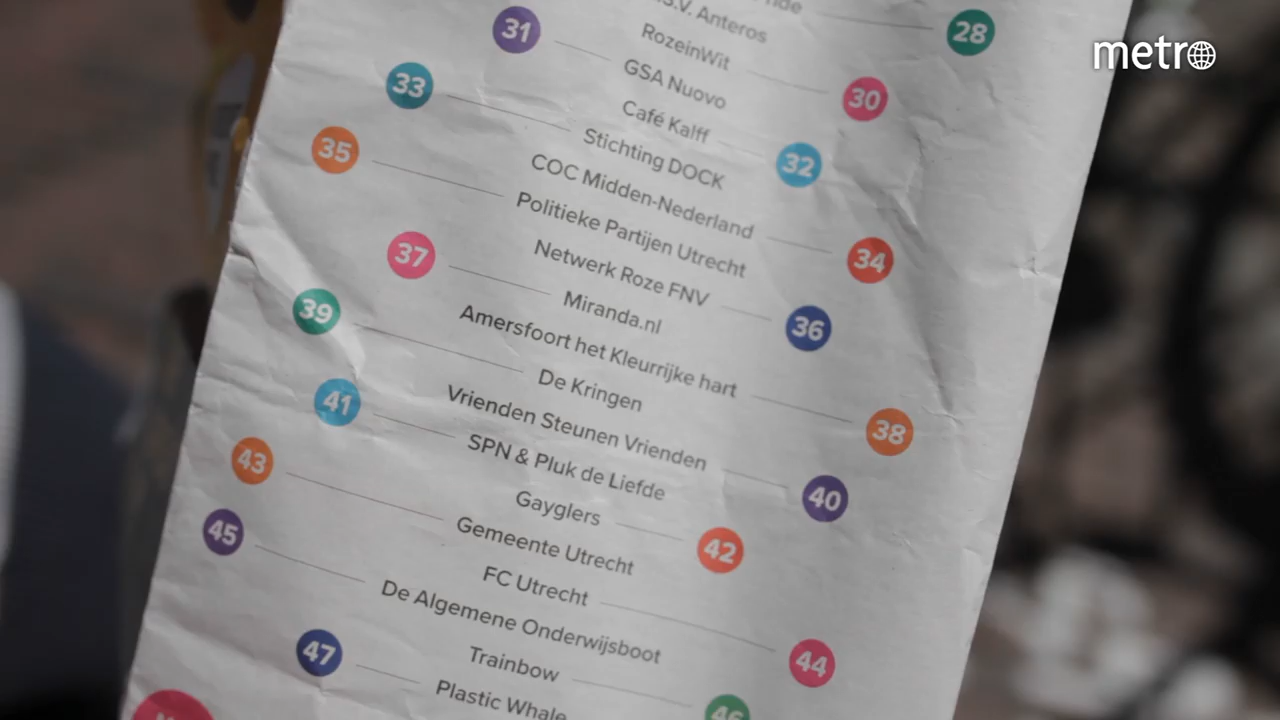 metro
28
S.V. Anteros
RozeinWit
30
31
GSA Nuovo
Café Kalff
32
33
Stichting DOCK
COC Midden-Nederland
34
35
Politieke Partijen Utrecht
Netwerk Roze FNV
36
37
Miranda.nl
Amersfoort het Kleurrijke hart
38
39
De Kringen
Vrienden Steunen Vrienden
40
41
SPN & Pluk de Liefde
Gayglers
42
43
Gemeente Utrecht
FC Utrecht
44
45
De Algemene Onderwijsboot
Trainbow
46
47
Plastic Whale